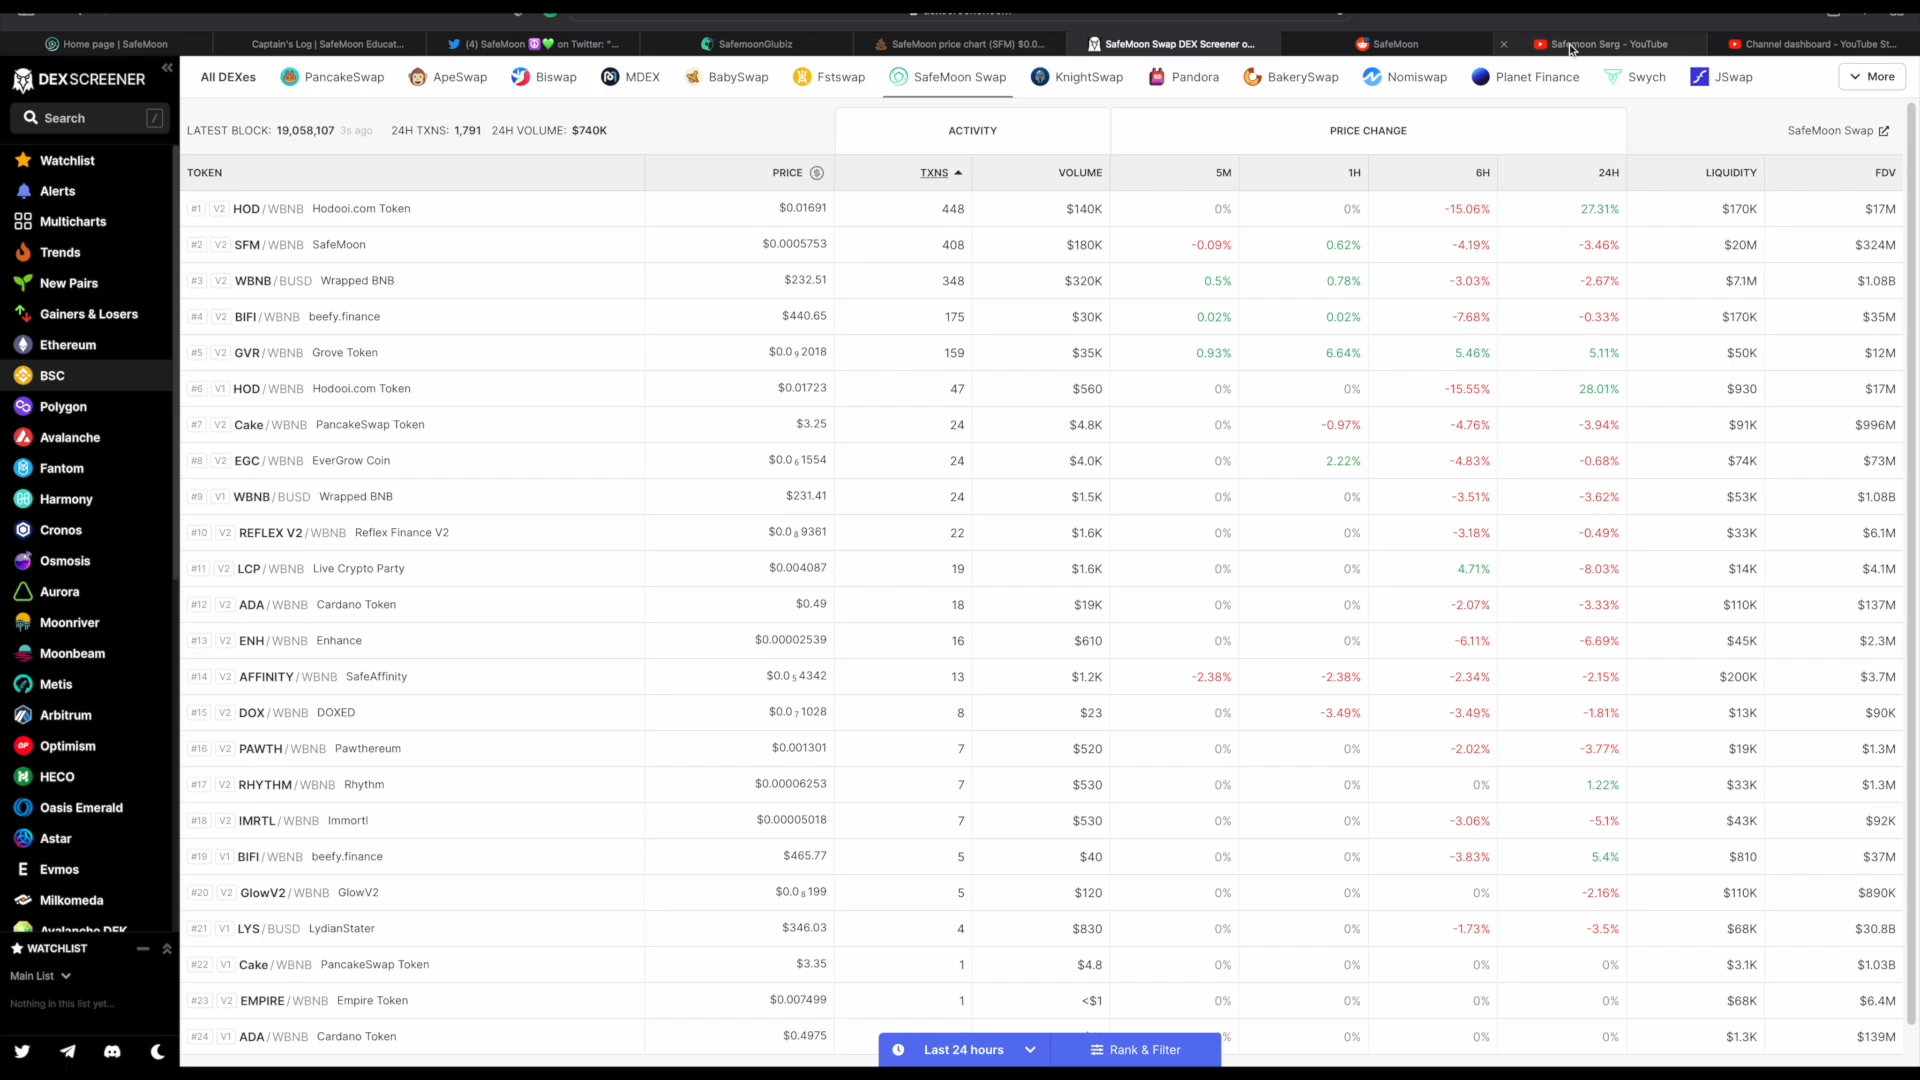 Home page | SafeMoon
Captain's Log | SafeMoon Educat...
(4) SafeMoon ☮️💚 on Twitter: "...
SafemoonGlubiz
SafeMoon price chart (SFM) $0.0...
SafeMoon Swap DEX Screener o...
SafeMoon
Safemoon Serg - YouTube
Channel dashboard - YouTube St...
DEXSCREENER
All DEXes PancakeSwap ApeSwap Biswap MDEX BabySwap Fstswap SafeMoon Swap KnightSwap Pandora BakerySwap Nomiswap Planet Finance Swych JSwap More
Search /
Watchlist
Alerts
Multicharts
Trends
New Pairs
Gainers & Losers
Ethereum
BSC
Polygon
Avalanche
Fantom
Harmony
Cronos
Osmosis
Aurora
Moonriver
Moonbeam
Metis
Arbitrum
Optimism
HECO
Oasis Emerald
Astar
Evmos
Milkomeda
WATCHLIST
Main List
Nothing in this list yet...
LATEST BLOCK: 19,058,107 3s ago 24H TXNS: 1,791 24H VOLUME: $740K ACTIVITY PRICE CHANGE SafeMoon Swap
TOKEN PRICE TXNS VOLUME 5M 1H 6H 24H LIQUIDITY FDV
#1 V2 HOD/WBNB Hodooi.com Token $0.01691 448 $140K 0% 0% -15.06% 27.31% $170K $17M
#2 V2 SFM/WBNB SafeMoon $0.0005753 408 $180K -0.09% 0.62% -4.19% -3.46% $20M $324M
#3 V2 WBNB/BUSD Wrapped BNB $232.51 348 $320K 0.5% 0.78% -3.03% -2.67% $7.1M $1.08B
#4 V2 BIFI/WBNB beefy.finance $440.65 175 $30K 0.02% 0.02% -7.68% -0.33% $170K $35M
#5 V2 GVR/WBNB Grove Token $0.0₉2018 159 $35K 0.93% 6.64% 5.46% 5.11% $50K $12M
#6 V1 HOD/WBNB Hodooi.com Token $0.01723 47 $560 0% 0% -15.55% 28.01% $930 $17M
#7 V2 Cake/WBNB PancakeSwap Token $3.25 24 $4.8K 0% -0.97% -4.76% -3.94% $91K $996M
#8 V2 EGC/WBNB EverGrow Coin $0.0₆1554 24 $4.0K 0% 2.22% -4.83% -0.68% $74K $73M
#9 V1 WBNB/BUSD Wrapped BNB $231.41 24 $1.5K 0% 0% -3.51% -3.62% $53K $1.08B
#10 V2 REFLEX V2/WBNB Reflex Finance V2 $0.0₈9361 22 $1.6K 0% 0% -3.18% -0.49% $33K $6.1M
#11 V2 LCP/WBNB Live Crypto Party $0.004087 19 $1.6K 0% 0% 4.71% -8.03% $14K $4.1M
#12 V2 ADA/WBNB Cardano Token $0.49 18 $19K 0% 0% -2.07% -3.33% $110K $137M
#13 V2 ENH/WBNB Enhance $0.00002539 16 $610 0% 0% -6.11% -6.69% $45K $2.3M
#14 V2 AFFINITY/WBNB SafeAffinity $0.0₅4342 13 $1.2K -2.38% -2.38% -2.34% -2.15% $200K $3.7M
#15 V2 DOX/WBNB DOXED $0.0₇1028 8 $23 0% -3.49% -3.49% -1.81% $13K $90K
#16 V2 PAWTH/WBNB Pawthereum $0.001301 7 $520 0% 0% -2.02% -3.77% $19K $1.3M
#17 V2 RHYTHM/WBNB Rhythm $0.00006253 7 $530 0% 0% 0% 1.22% $33K $1.3M
#18 V2 IMRTL/WBNB Immortl $0.00005018 7 $530 0% 0% -3.06% -5.1% $43K $92K
#19 V1 BIFI/WBNB beefy.finance $465.77 5 $40 0% 0% -3.83% 5.4% $810 $37M
#20 V2 GlowV2/WBNB GlowV2 $0.0₈199 5 $120 0% 0% 0% -2.16% $110K $890K
#21 V1 LYS/BUSD LydianStater $346.03 4 $830 0% 0% -1.73% -3.5% $68K $30.8B
#22 V1 Cake/WBNB PancakeSwap Token $3.35 1 $4.8 0% 0% 0% 0% $3.1K $1.03B
#23 V2 EMPIRE/WBNB Empire Token $0.007499 1 <$1 0% 0% 0% 0% $68K $6.4M
#24 V1 ADA/WBNB Cardano Token $0.4975 0% 0% 0% $1.3K $139M
Last 24 hours Rank & Filter